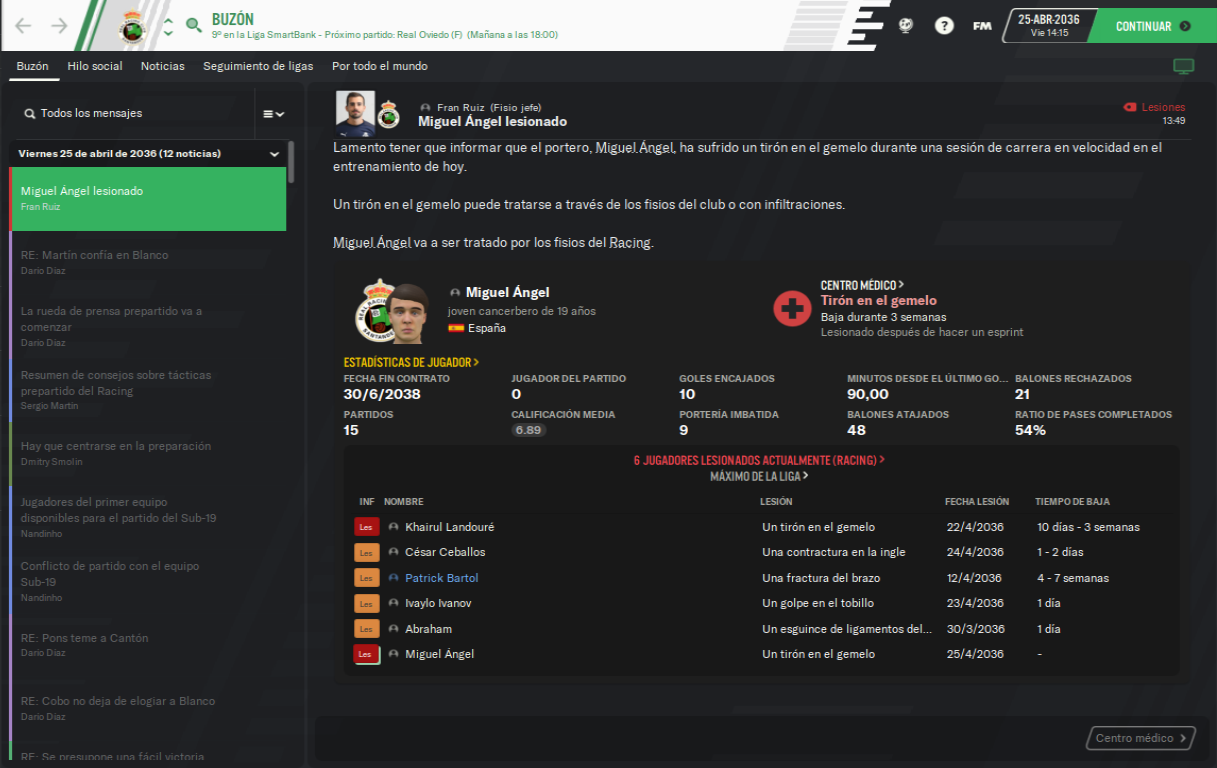 BUZÓN
9º en la Liga SmartBank - Próximo partido: Real Oviedo (F) (Mañana a las 18:00)
?
FM
25-ABR-2036
Vie 14:15
CONTINUAR
Buzón
Hilo social
Noticias
Seguimiento de ligas
Por todo el mundo
Todos los mensajes
Viernes 25 de abril de 2036 (12 noticias)
Miguel Ángel lesionado
Fran Ruiz
RE: Martín confía en Blanco
Darío Díaz
La rueda de prensa prepartido va a
comenzar
Darío Díaz
Resumen de consejos sobre tácticas
prepartido del Racing
Sergio Martín
Hay que centrarse en la preparación
Dmitry Smolin
Jugadores del primer equipo
disponibles para el partido del Sub-19
Nandinho
Conflicto de partido con el equipo
Sub-19
Nandinho
RE: Pons teme a Cantón
Darío Díaz
RE: Cobo no deja de elogiar a Blanco
Darío Díaz
RE: Se presupone una fácil victoria
Fran Ruiz (Fisio jefe)
Miguel Ángel lesionado
Lesiones
13:49
Lamento tener que informar que el portero, Miguel Ángel, ha sufrido un tirón en el gemelo durante una sesión de carrera en velocidad en el
entrenamiento de hoy.
Un tirón en el gemelo puede tratarse a través de los fisios del club o con infiltraciones.
Miguel Ángel va a ser tratado por los fisios del Racing.
Miguel Ángel
joven cancerbero de 19 años
España
CENTRO MÉDICO
Tirón en el gemelo
Baja durante 3 semanas
Lesionado después de hacer un esprint
ESTADÍSTICAS DE JUGADOR
FECHA FIN CONTRATO
30/6/2038
JUGADOR DEL PARTIDO
0
GOLES ENCAJADOS
10
MINUTOS DESDE EL ÚLTIMO GO...
90,00
BALONES RECHAZADOS
21
PARTIDOS
15
CALIFICACIÓN MEDIA
6.89
PORTERÍA IMBATIDA
9
BALONES ATAJADOS
48
RATIO DE PASES COMPLETADOS
54%
6 JUGADORES LESIONADOS ACTUALMENTE (RACING)
MÁXIMO DE LA LIGA
INF NOMBRE LESIÓN FECHA LESIÓN TIEMPO DE BAJA
Les Khairul Landouré Un tirón en el gemelo 22/4/2036 10 días - 3 semanas
Les César Ceballos Una contractura en la ingle 24/4/2036 1 - 2 días
Les Patrick Bartol Una fractura del brazo 12/4/2036 4 - 7 semanas
Les Ivaylo Ivanov Un golpe en el tobillo 23/4/2036 1 día
Les Abraham Un esguince de ligamentos del... 30/3/2036 1 día
Les Miguel Ángel Un tirón en el gemelo 25/4/2036 -
Centro médico